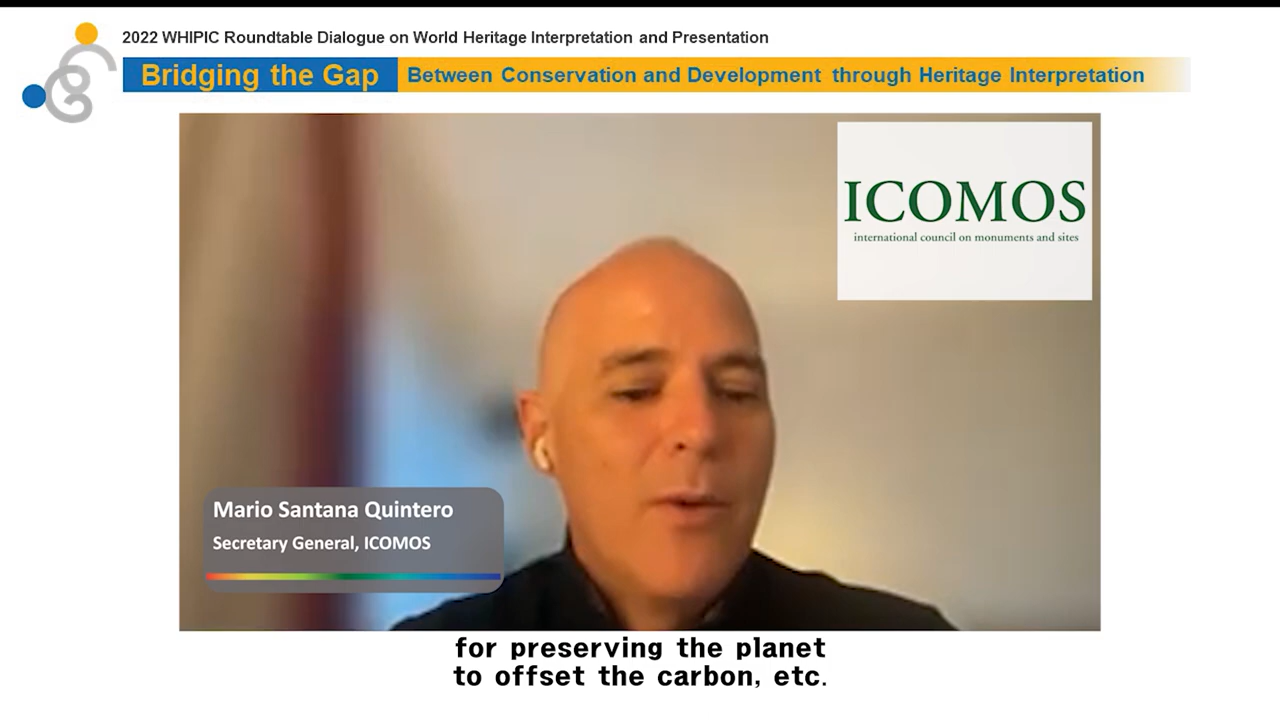 2022 WHIPIC Roundtable Dialogue on World Heritage Interpretation and Presentation
Bridging the Gap Between Conservation and Development through Heritage Interpretation
ICOMOS
international council on monuments and sites
Mario Santana Quintero
Secretary General, ICOMOS
for preserving the planet
to offset the carbon, etc.